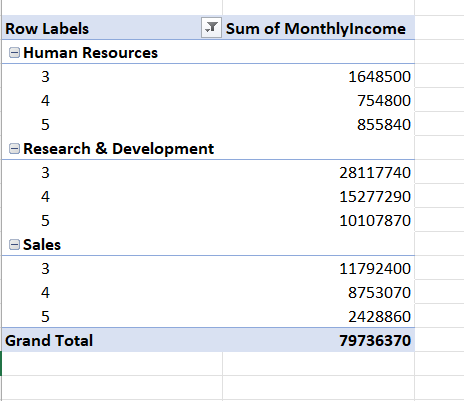 Row Labels Sum of MonthlyIncome
Human Resources
3 1648500
4 754800
5 855840
Research & Development
3 28117740
4 15277290
5 10107870
Sales
3 11792400
4 8753070
5 2428860
Grand Total 79736370